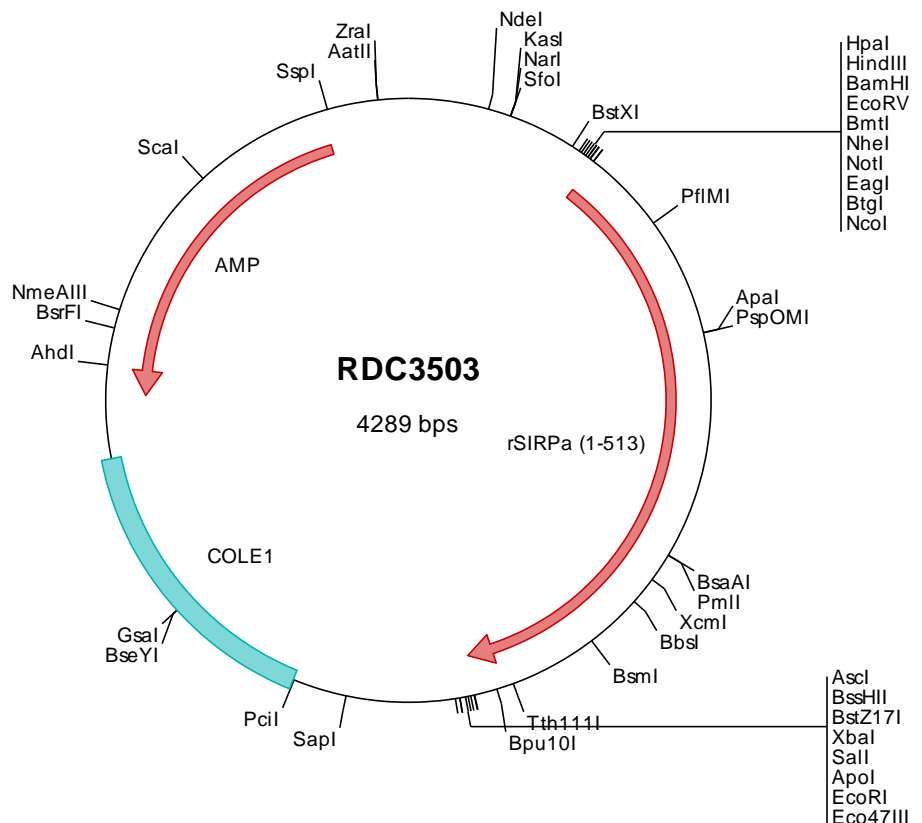 NdeI
KasI
NarI
SfoI
ZraI
AatII
SspI
ScaI
BstXI
HpaI
HindIII
BamHI
EcoRV
BmtI
NheI
NotI
EagI
BtgI
NcoI
PflMI
AMP
NmeAIII
BsrFI
AhdI
ApaI
PspOMI
RDC3503
4289 bps
rSIRPa (1-513)
COLE1
BsaAI
PmlI
XcmI
BbsI
BsmI
GsaI
BseYI
PciI
SapI
Tth111I
Bpu10I
AscI
BssHII
BstZ17I
XbaI
SalI
ApoI
EcoRI
Eco47III